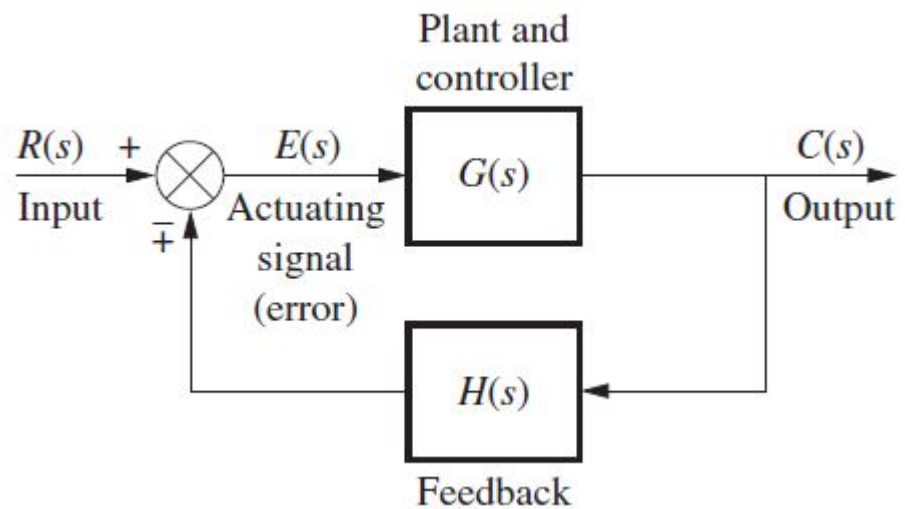 Plant and
controller
R(s) + E(s) G(s) C(s)
Input Actuating Output
∓
signal
(error)
H(s)
Feedback